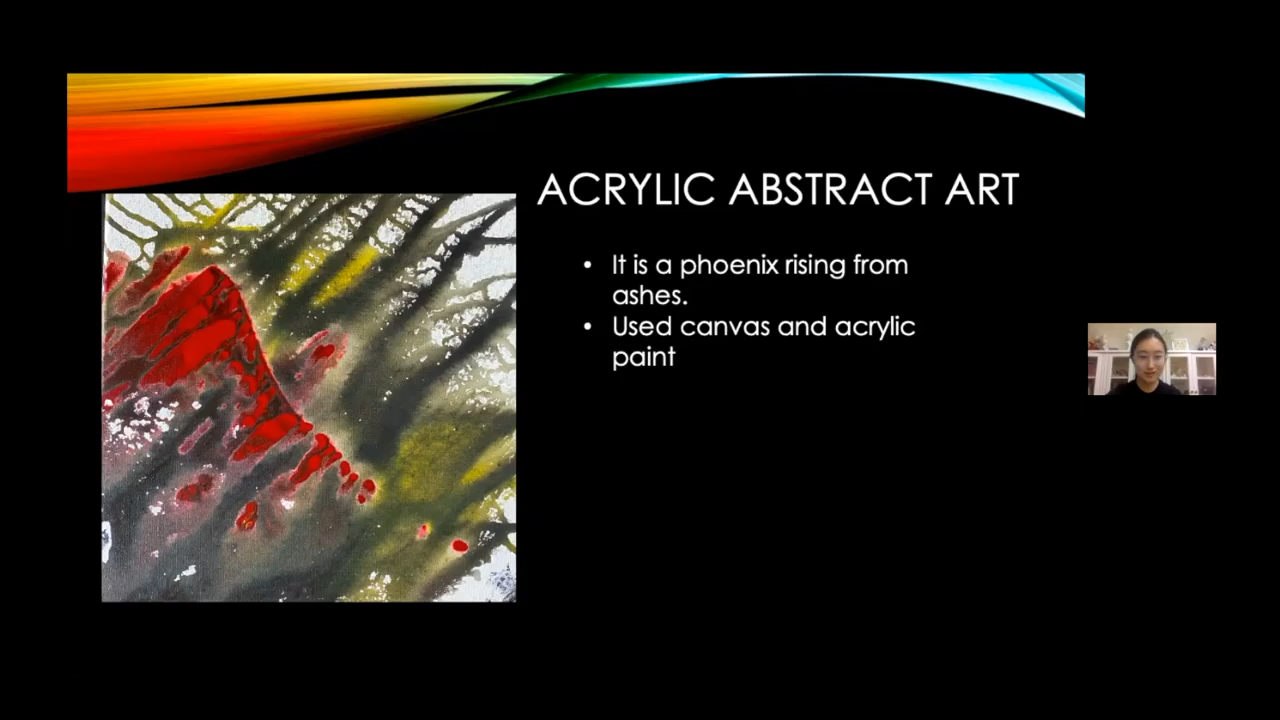 ACRYLIC ABSTRACT ART
• It is a phoenix rising from
ashes.
• Used canvas and acrylic
paint